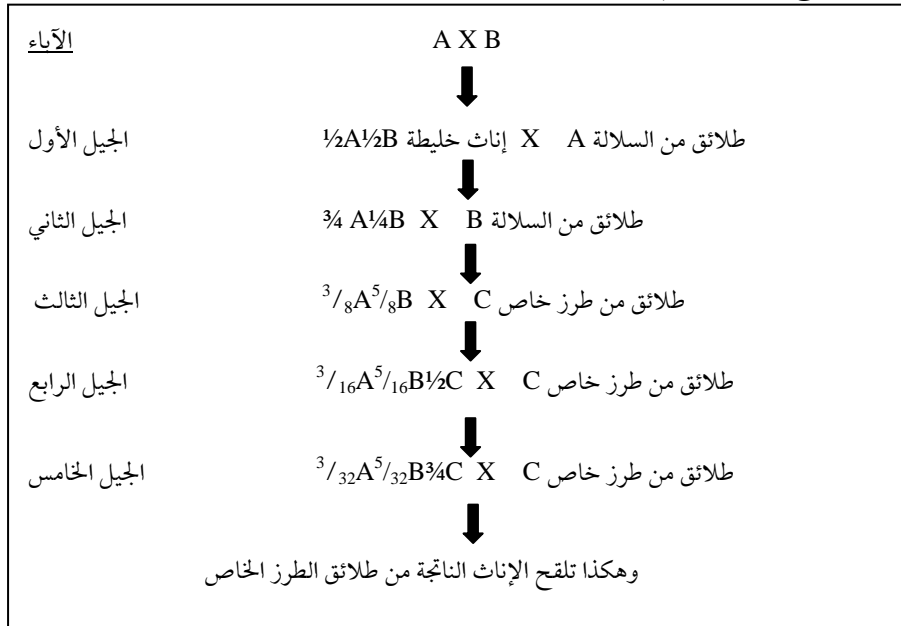 الآباء A X B
الجيل الأول طلائق من السلالة A X إناث خليطة ½A½B
الجيل الثاني طلائق من السلالة B X ¾ A¼B
الجيل الثالث طلائق من طرز خاص C X ³/₈A⁵/₈B
الجيل الرابع طلائق من طرز خاص C X ³/₁₆A⁵/₁₆B½C
الجيل الخامس طلائق من طرز خاص C X ³/₃₂A⁵/₃₂B¾C
وهكذا تلقح الإناث الناتجة من طلائق الطرز الخاص